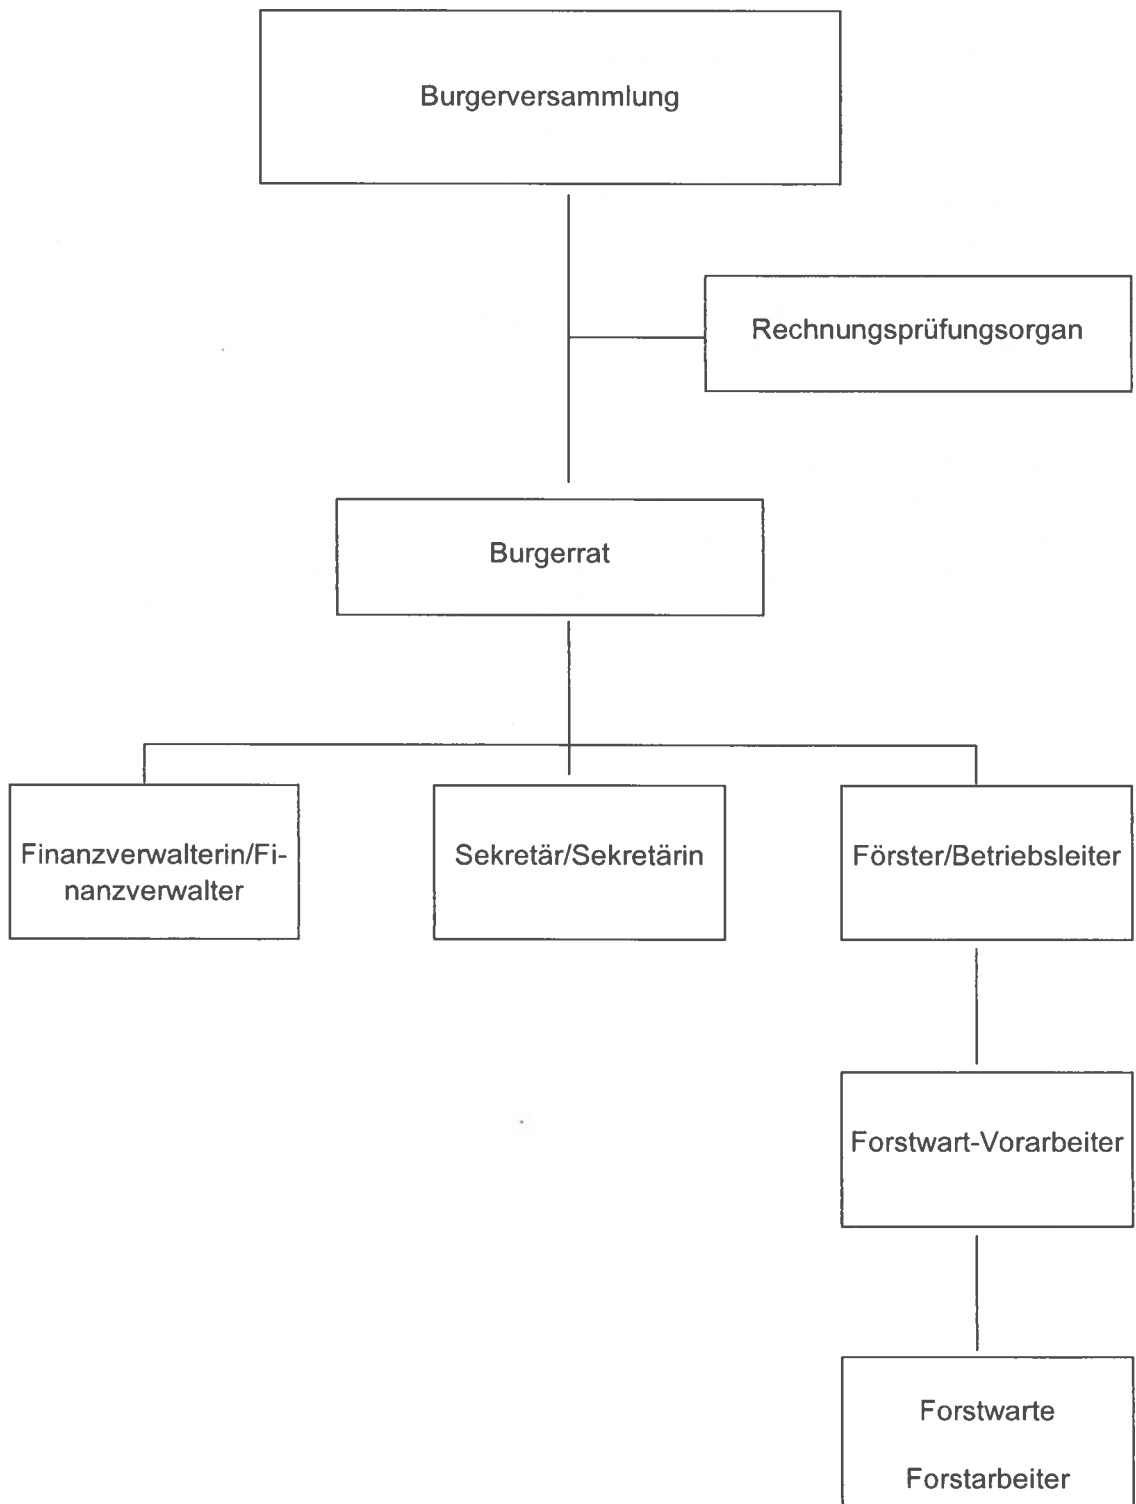 Burgerversammlung
Rechnungsprüfungsorgan
Burgerrat
Finanzverwalterin/Fi-
nanzverwalter
Sekretär/Sekretärin
Förster/Betriebsleiter
Forstwart-Vorarbeiter
Forstwarte
Forstarbeiter